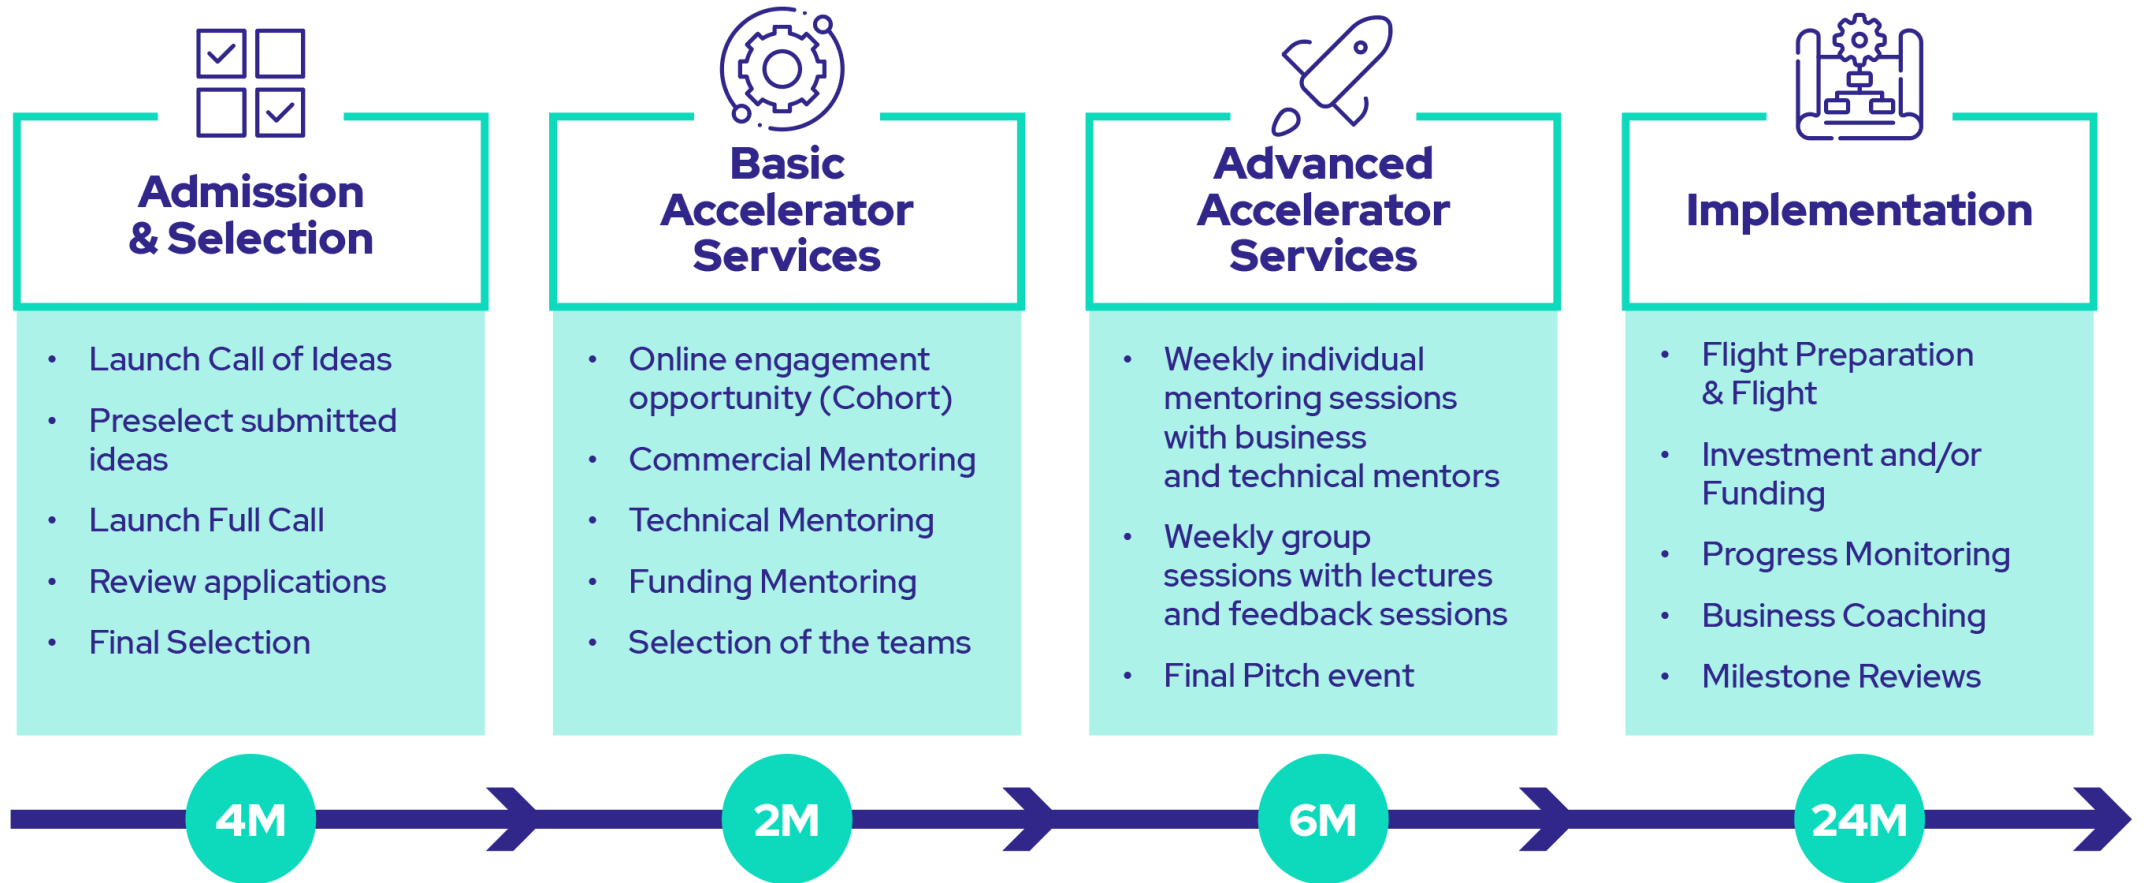 Admission
& Selection
• Launch Call of Ideas
• Preselect submitted
ideas
• Launch Full Call
• Review applications
• Final Selection
4M
Basic
Accelerator
Services
• Online engagement
opportunity (Cohort)
• Commercial Mentoring
• Technical Mentoring
• Funding Mentoring
• Selection of the teams
2M
Advanced
Accelerator
Services
• Weekly individual
mentoring sessions
with business
and technical mentors
• Weekly group
sessions with lectures
and feedback sessions
• Final Pitch event
6M
Implementation
• Flight Preparation
& Flight
• Investment and/or
Funding
• Progress Monitoring
• Business Coaching
• Milestone Reviews
24M